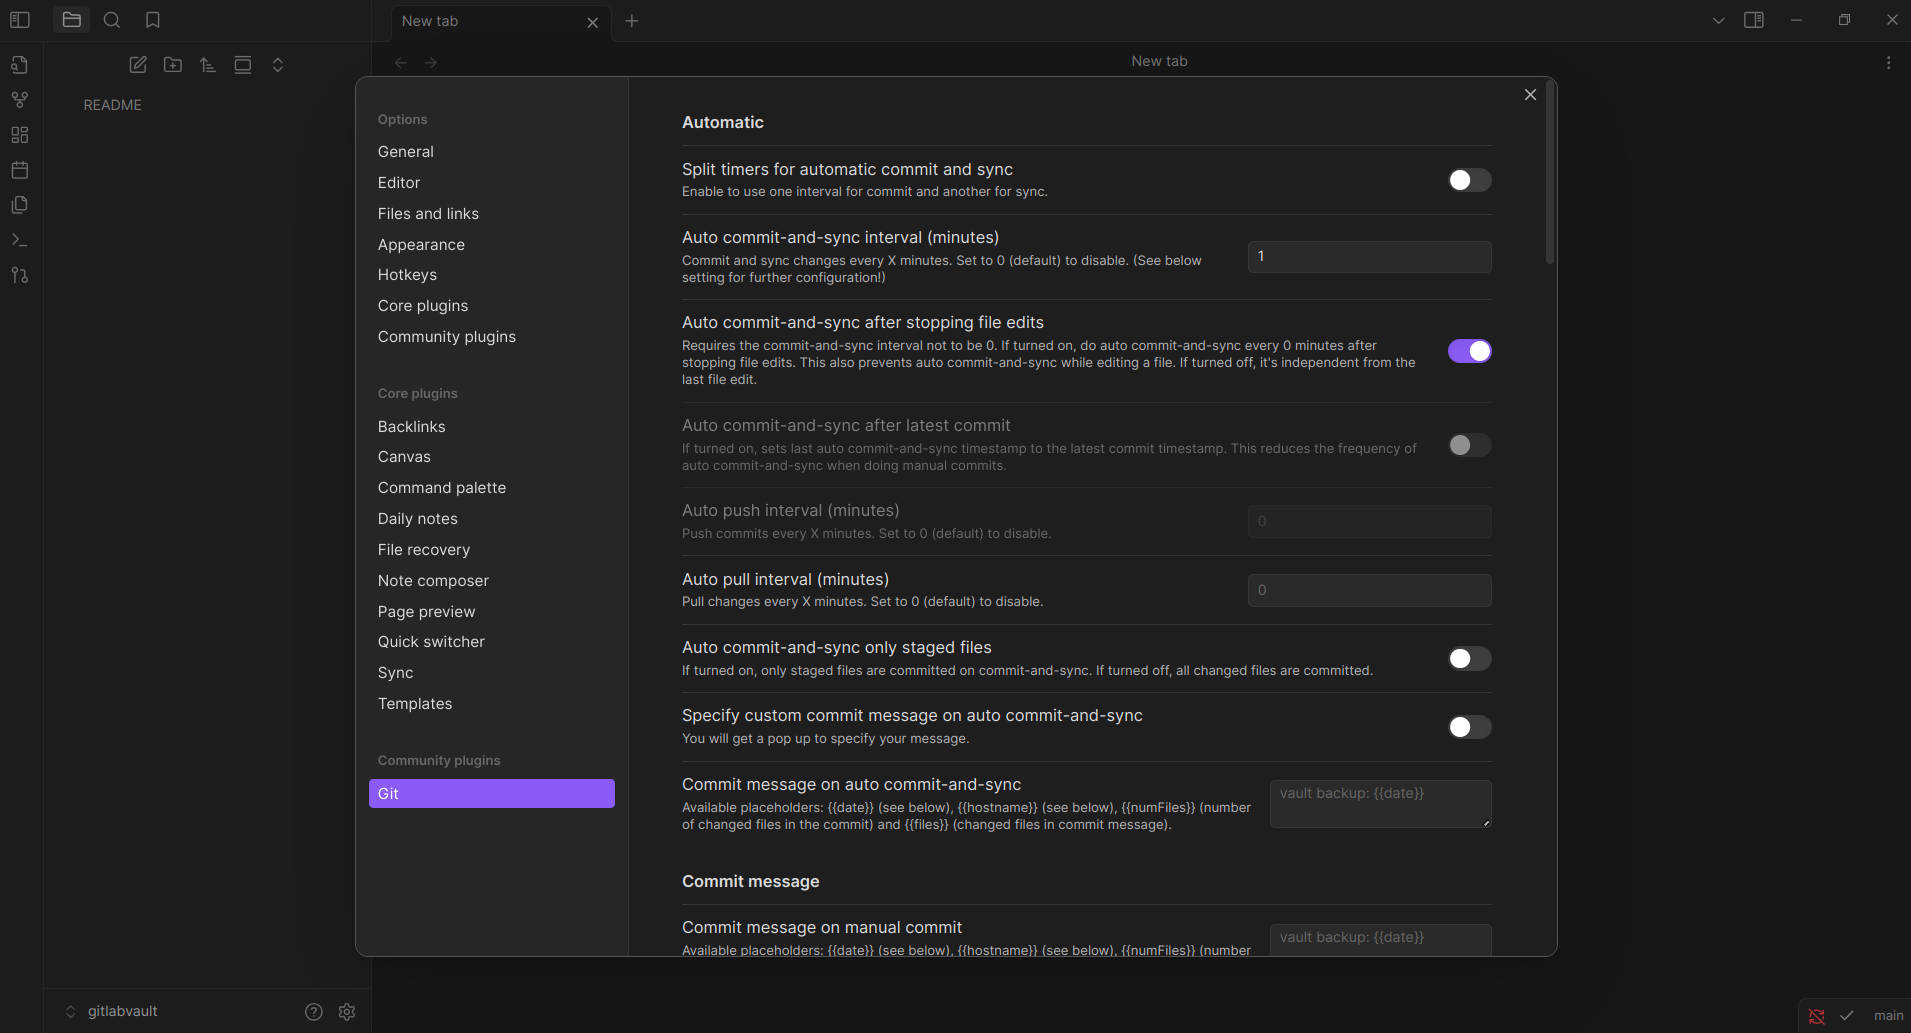 New tab
New tab
README
Options
General
Editor
Files and links
Appearance
Hotkeys
Core plugins
Community plugins
Core plugins
Backlinks
Canvas
Command palette
Daily notes
File recovery
Note composer
Page preview
Quick switcher
Sync
Templates
Community plugins
Git
Automatic
Split timers for automatic commit and sync
Enable to use one interval for commit and another for sync.
Auto commit-and-sync interval (minutes)
Commit and sync changes every X minutes. Set to 0 (default) to disable. (See below
setting for further configuration!)
1
Auto commit-and-sync after stopping file edits
Requires the commit-and-sync interval not to be 0. If turned on, do auto commit-and-sync every 0 minutes after
stopping file edits. This also prevents auto commit-and-sync while editing a file. If turned off, it's independent from the
last file edit.
Auto commit-and-sync after latest commit
If turned on, sets last auto commit-and-sync timestamp to the latest commit timestamp. This reduces the frequency of
auto commit-and-sync when doing manual commits.
Auto push interval (minutes)
Push commits every X minutes. Set to 0 (default) to disable.
0
Auto pull interval (minutes)
Pull changes every X minutes. Set to 0 (default) to disable.
0
Auto commit-and-sync only staged files
If turned on, only staged files are committed on commit-and-sync. If turned off, all changed files are committed.
Specify custom commit message on auto commit-and-sync
You will get a pop up to specify your message.
Commit message on auto commit-and-sync
Available placeholders: {{date}} (see below), {{hostname}} (see below), {{numFiles}} (number
of changed files in the commit) and {{files}} (changed files in commit message).
vault backup: {{date}}
Commit message
Commit message on manual commit
Available placeholders: {{date}} (see below), {{hostname}} (see below), {{numFiles}} (number
vault backup: {{date}}
gitlabvault
main